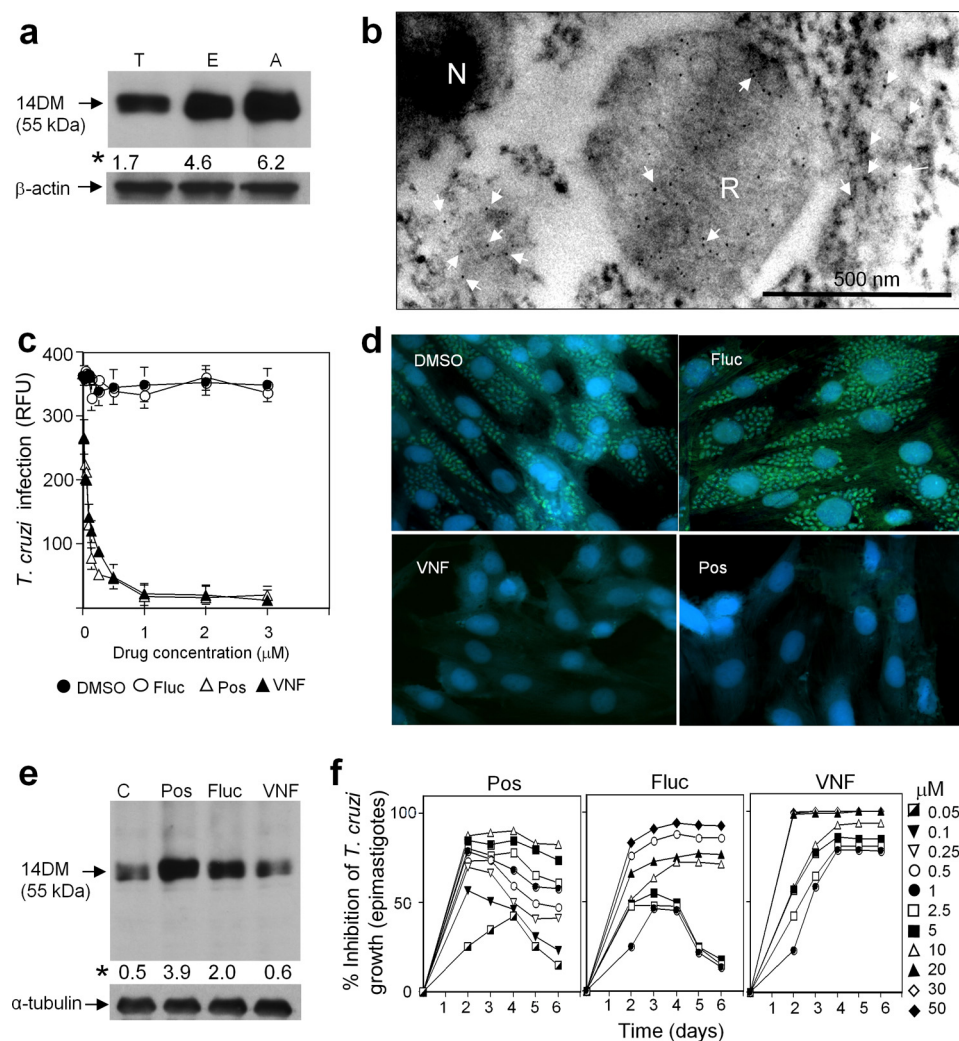 a
T E A
14DM
(55 kDa)
* 1.7 4.6 6.2
β-actin
b
N
R
500 nm
c
T. cruzi infection (RFU)
400
300
200
100
0 1 2 3
Drug concentration (μM)
DMSO Fluc Pos VNF
d
DMSO
Fluc
VNF
Pos
e
C Pos Fluc VNF
14DM
(55 kDa)
* 0.5 3.9 2.0 0.6
α-tubulin
f
Pos Fluc VNF
% Inhibition of T. cruzi
growth (epimastigotes)
100
50
0
1 2 3 4 5 6 1 2 3 4 5 6 1 2 3 4 5 6
Time (days)
μM
0.05
0.1
0.25
0.5
1
2.5
5
10
20
30
50